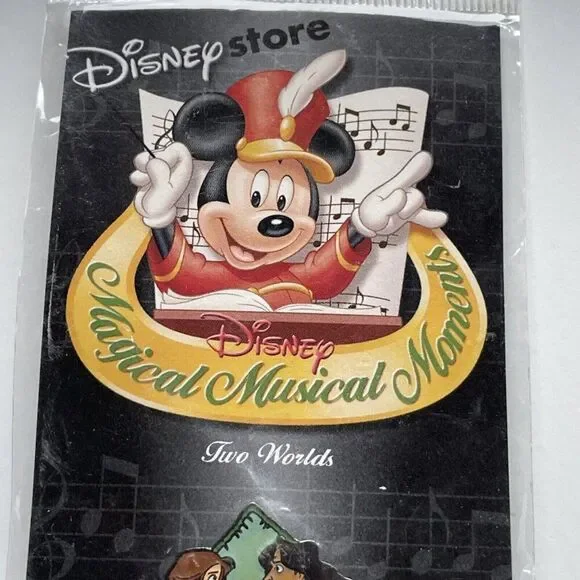 Disney store
Disney
Magical Musical Moments
Two Worlds